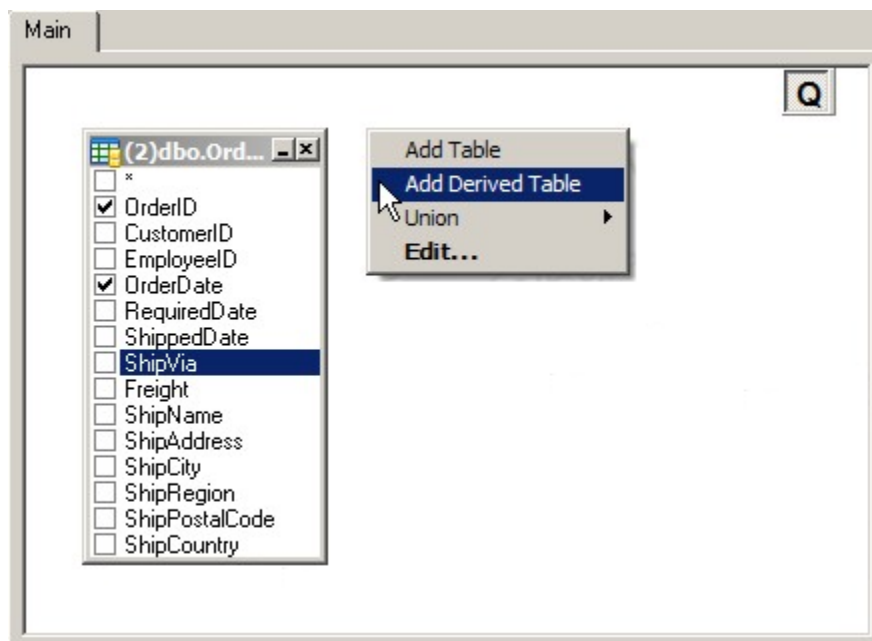 Main
Q
(2)dbo.Ord...
*
OrderID
CustomerID
EmployeeID
OrderDate
RequiredDate
ShippedDate
ShipVia
Freight
ShipName
ShipAddress
ShipCity
ShipRegion
ShipPostalCode
ShipCountry
Add Table
Add Derived Table
Union
Edit...